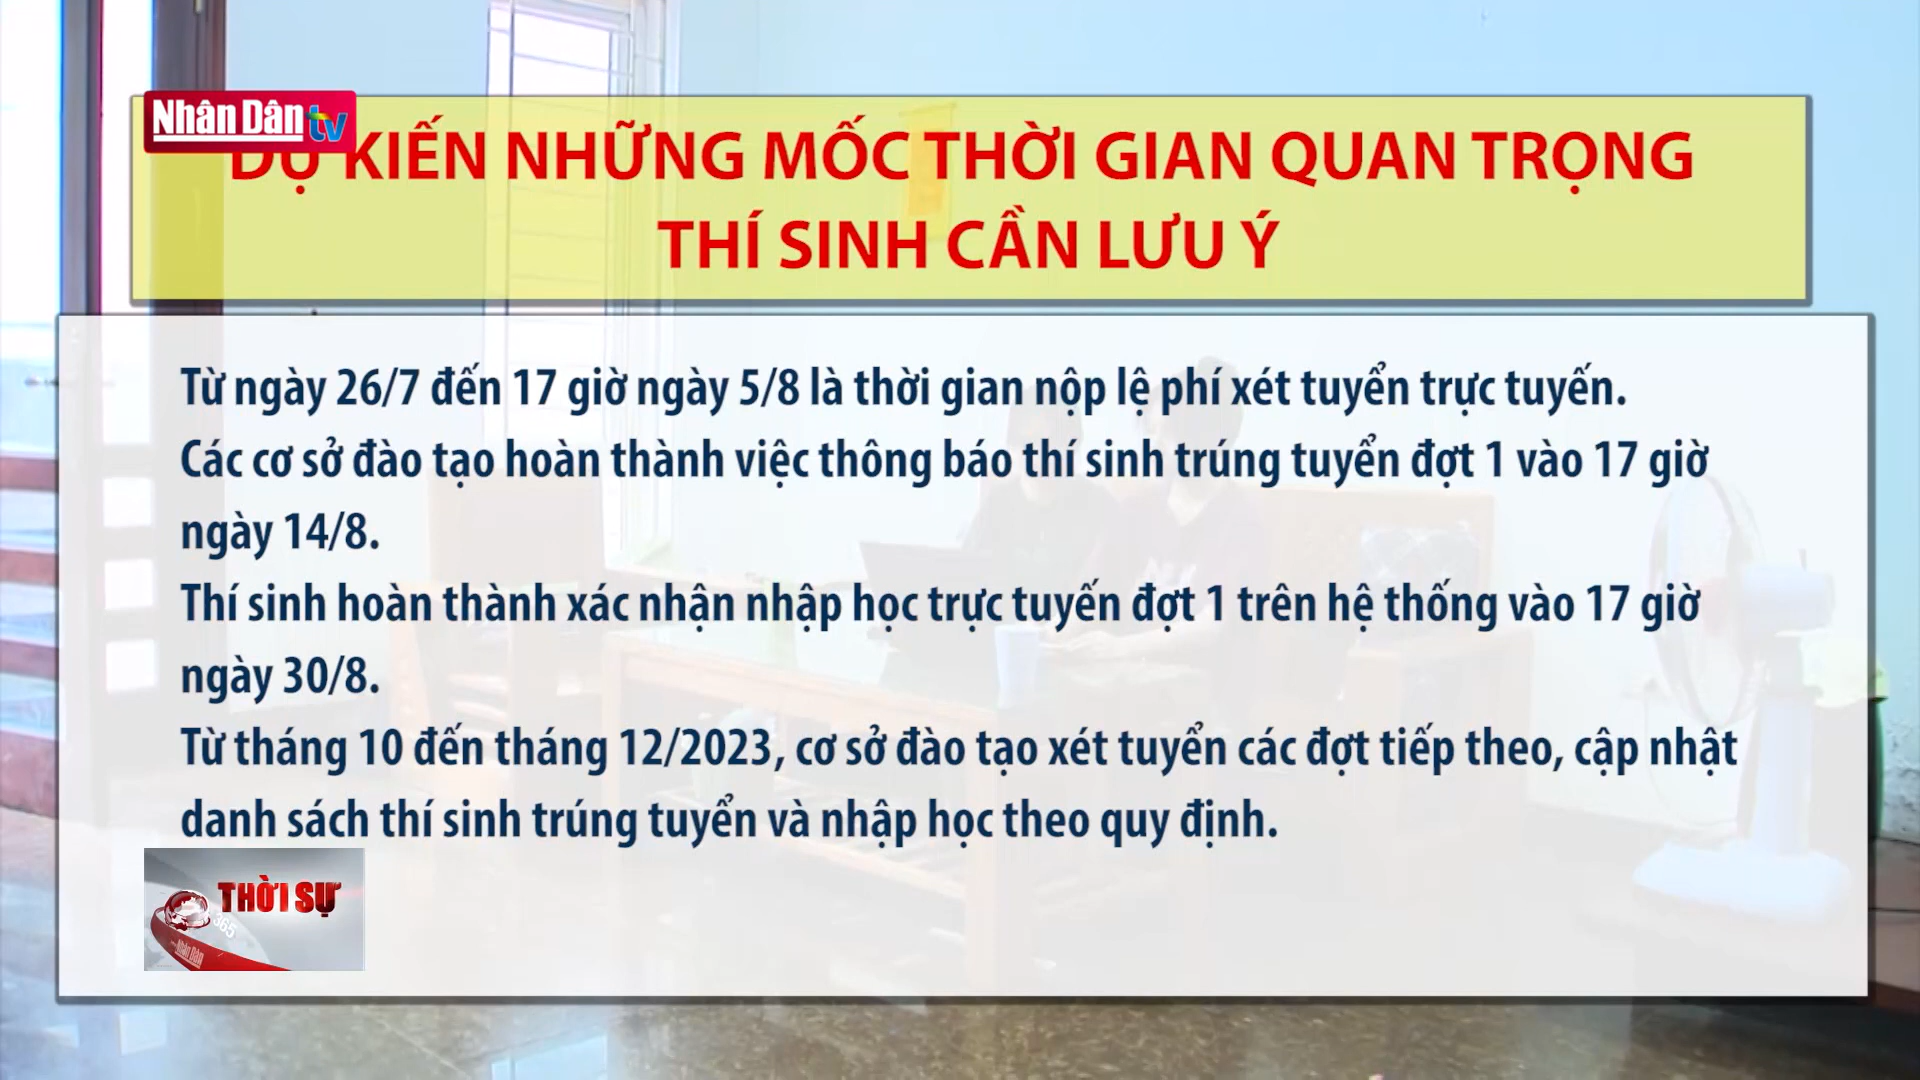 Nhân Dân tv
DỰ KIẾN NHỮNG MỐC THỜI GIAN QUAN TRỌNG
THÍ SINH CẦN LƯU Ý
Từ ngày 26/7 đến 17 giờ ngày 5/8 là thời gian nộp lệ phí xét tuyển trực tuyến.
Các cơ sở đào tạo hoàn thành việc thông báo thí sinh trúng tuyển đợt 1 vào 17 giờ
ngày 14/8.
Thí sinh hoàn thành xác nhận nhập học trực tuyến đợt 1 trên hệ thống vào 17 giờ
ngày 30/8.
Từ tháng 10 đến tháng 12/2023, cơ sở đào tạo xét tuyển các đợt tiếp theo, cập nhật
danh sách thí sinh trúng tuyển và nhập học theo quy định.
THỜI SỰ
365
Nhân Dân